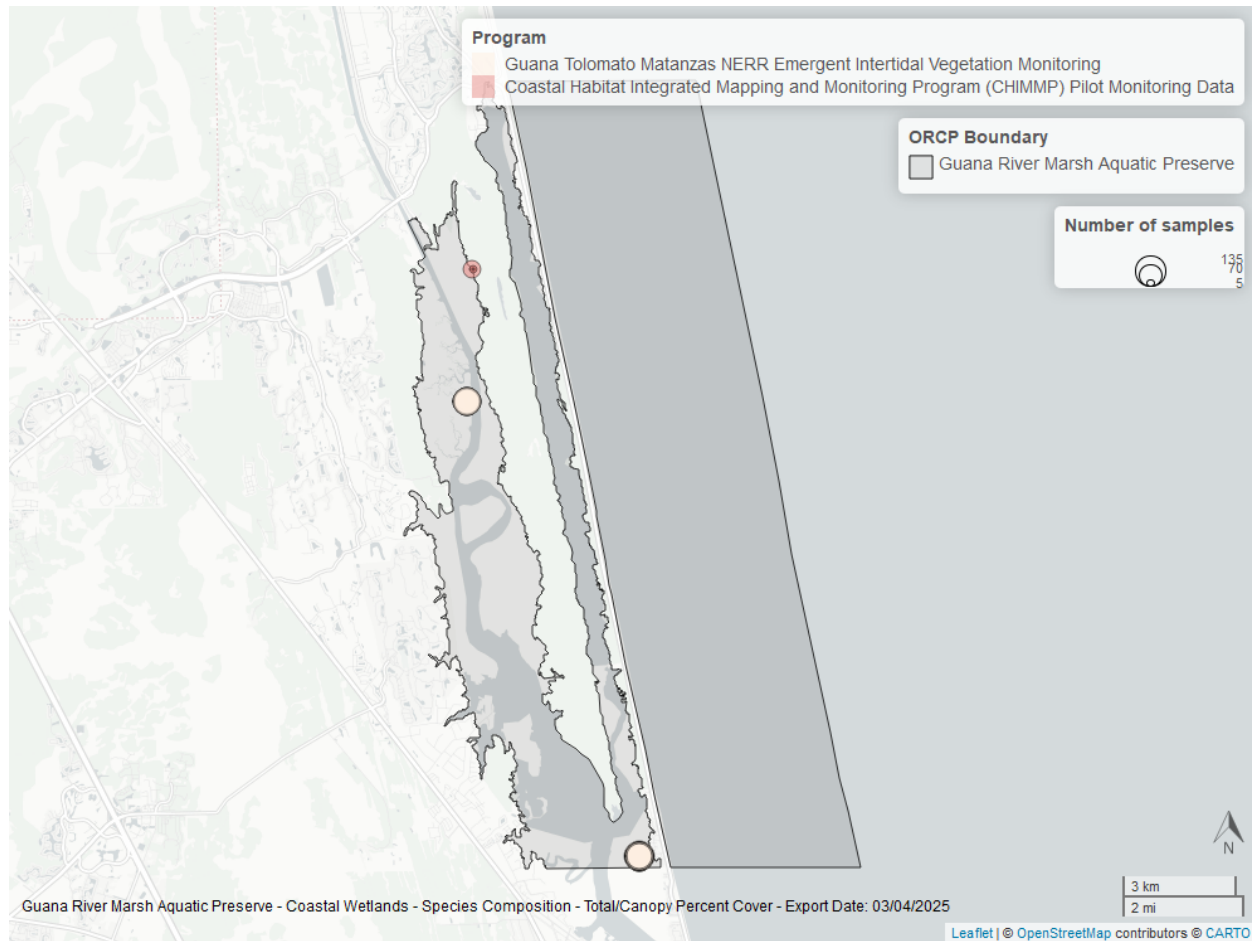 Program
Guana Tolomato Matanzas NERR Emergent Intertidal Vegetation Monitoring
Coastal Habitat Integrated Mapping and Monitoring Program (CHIMMP) Pilot Monitoring Data
ORCP Boundary
Guana River Marsh Aquatic Preserve
Number of samples
135
70
5
N
3 km
2 mi
Guana River Marsh Aquatic Preserve - Coastal Wetlands - Species Composition - Total/Canopy Percent Cover - Export Date: 03/04/2025
Leaflet | © OpenStreetMap contributors © CARTO